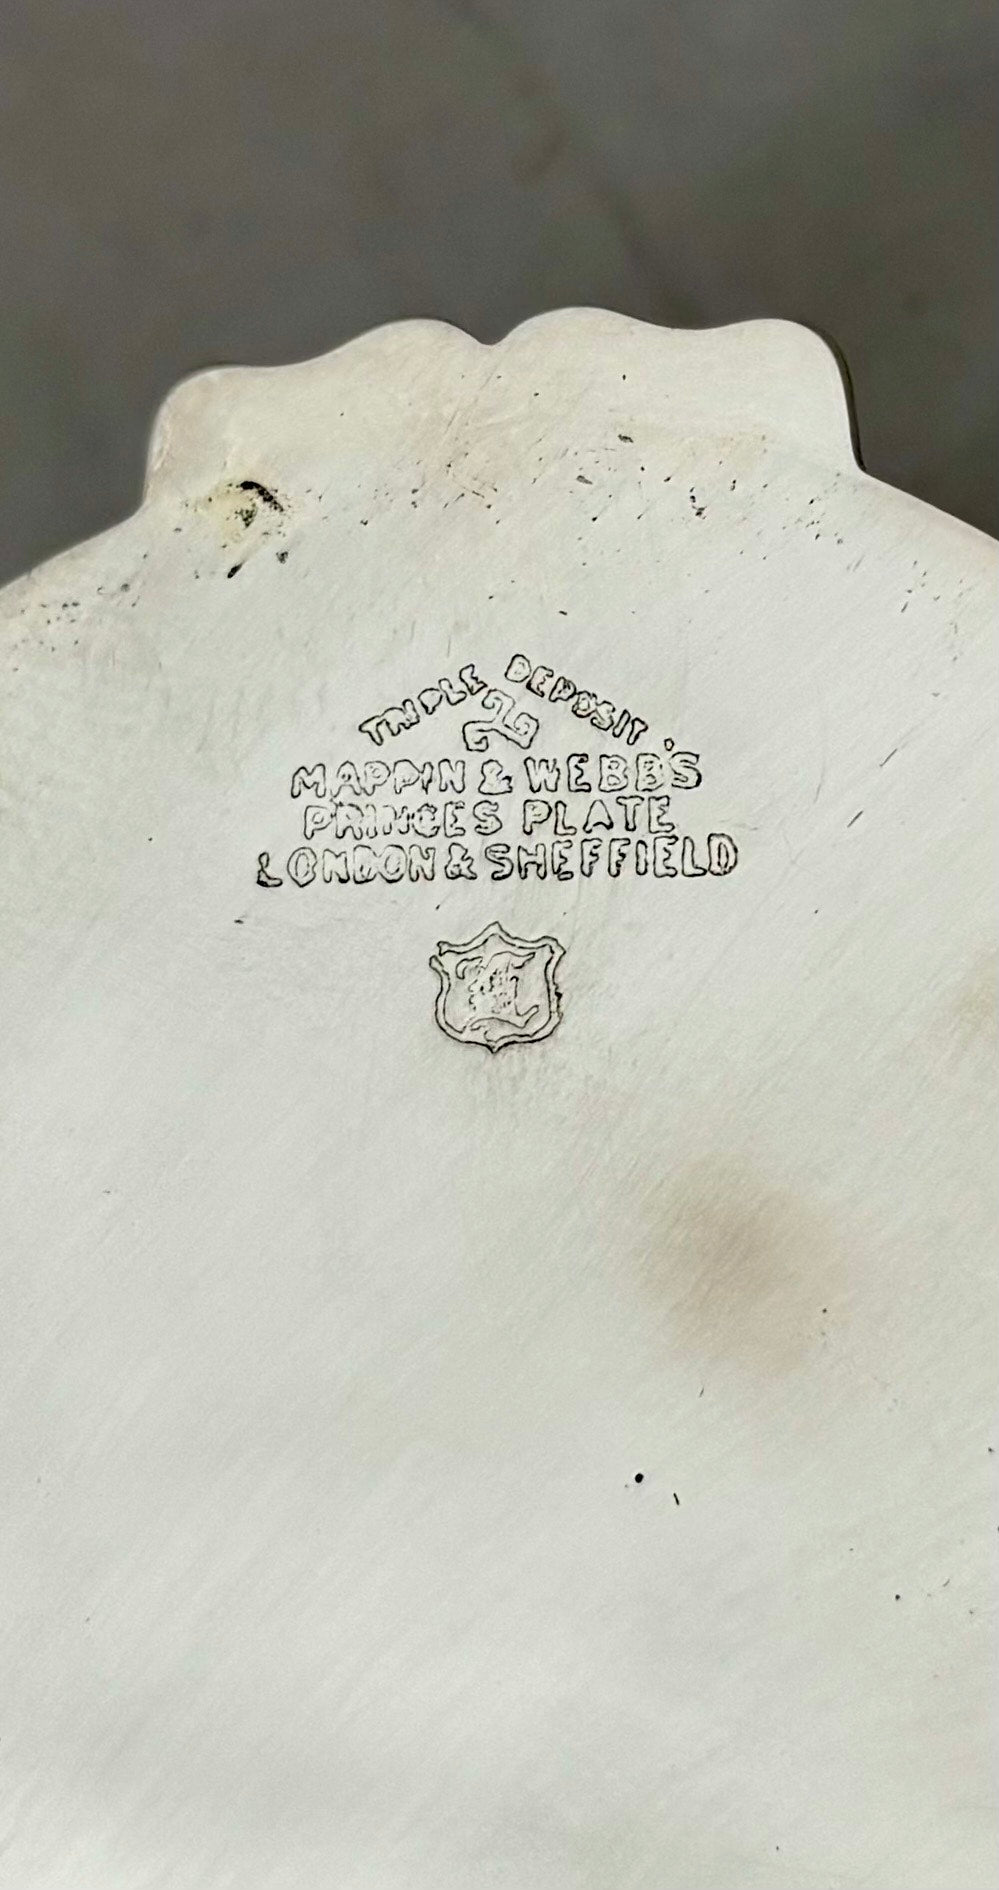 TRIPLE DEPOSIT
MAPPIN & WEBB'S
PRINCES PLATE
LONDON & SHEFFIELD